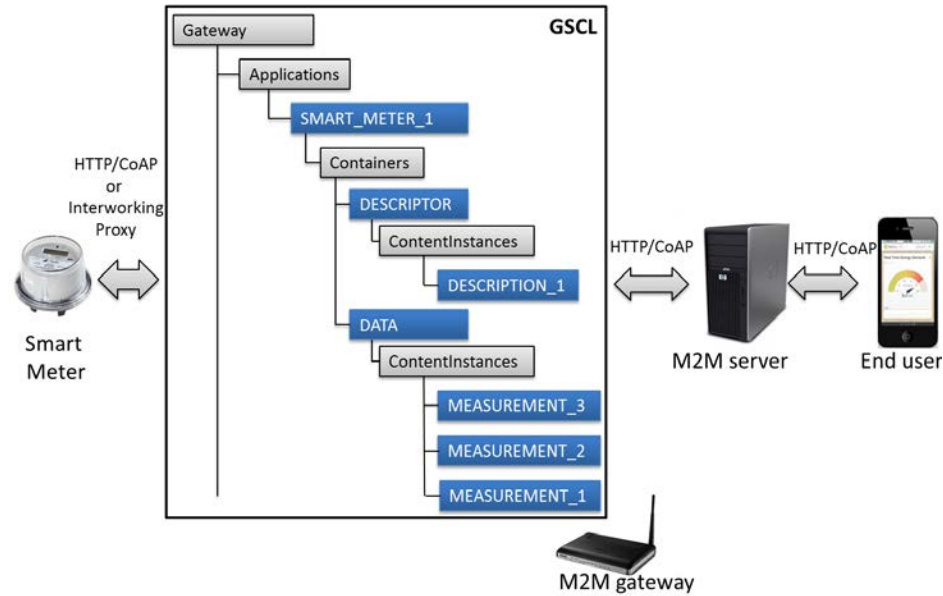 GSCL
Gateway
Applications
SMART_METER_1
Containers
DESCRIPTOR
ContentInstances
DESCRIPTION_1
DATA
ContentInstances
MEASUREMENT_3
MEASUREMENT_2
MEASUREMENT_1
HTTP/CoAP
or
Interworking
Proxy
Smart
Meter
HTTP/CoAP
M2M server
HTTP/CoAP
End user
M2M gateway